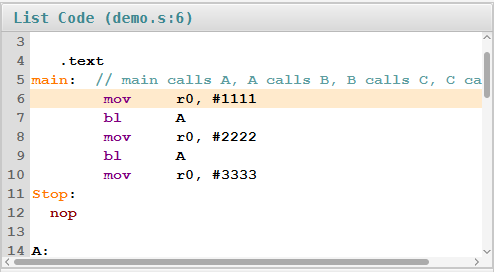 List Code (demo.s:6)
3
4 .text
5 main: // main calls A, A calls B, B calls C, C ca
6 mov r0, #1111
7 bl A
8 mov r0, #2222
9 bl A
10 mov r0, #3333
11 Stop:
12 nop
13
14 A: